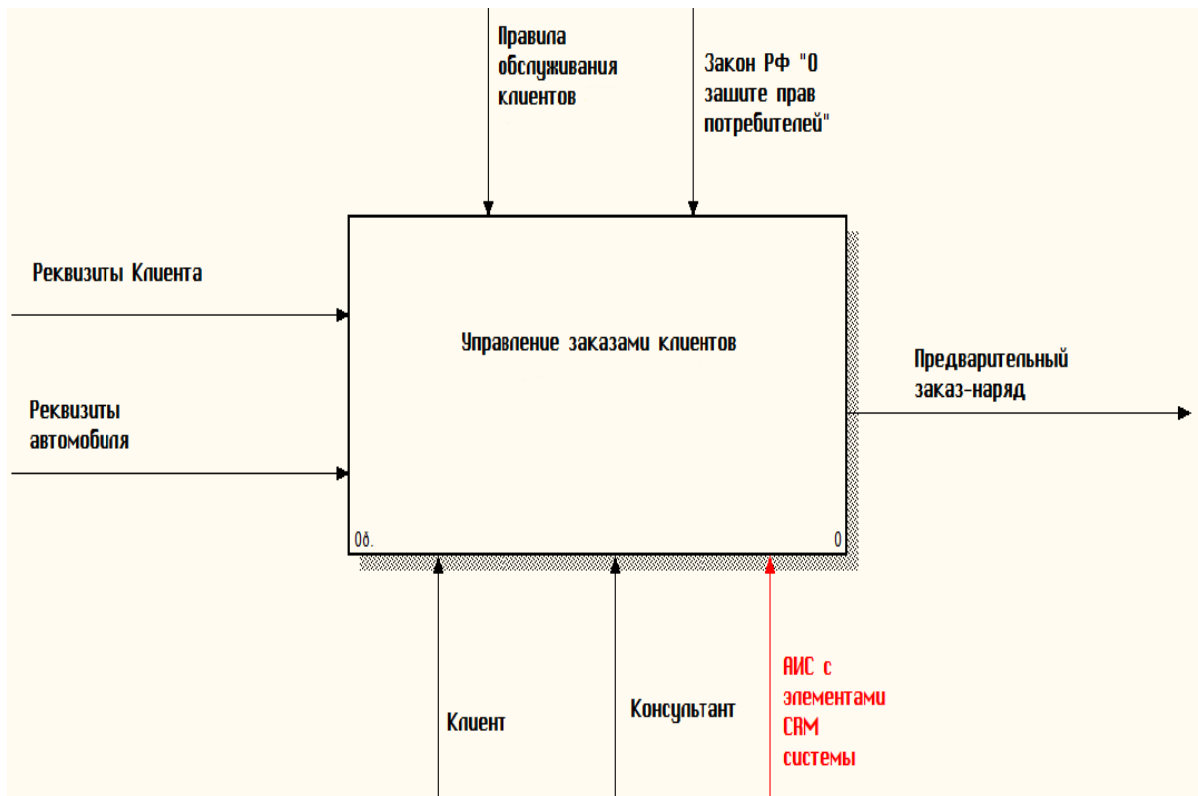 Правила
обслуживания
клиентов
Закон РФ "О
зашите прав
потребителей"
Реквизиты Клиента
Управление заказами клиентов
Предварительный
заказ-наряд
Реквизиты
автомобиля
0р.
0
Клиент
Консультант
АИС с
элементами
CRM
системы